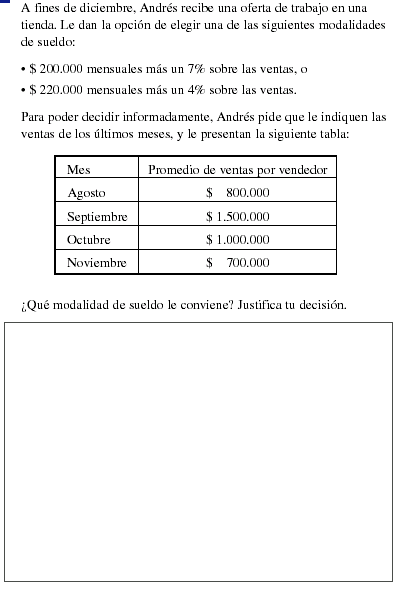 A fines de diciembre, Andrés recibe una oferta de trabajo en una
tienda. Le dan la opción de elegir una de las siguientes modalidades
de sueldo:
• $ 200.000 mensuales más un 7% sobre las ventas, o
• $ 220.000 mensuales más un 4% sobre las ventas.
Para poder decidir informadamente, Andrés pide que le indiquen las
ventas de los últimos meses, y le presentan la siguiente tabla:
Mes Promedio de ventas por vendedor
Agosto $ 800.000
Septiembre $ 1.500.000
Octubre $ 1.000.000
Noviembre $ 700.000
¿Qué modalidad de sueldo le conviene? Justifica tu decisión.